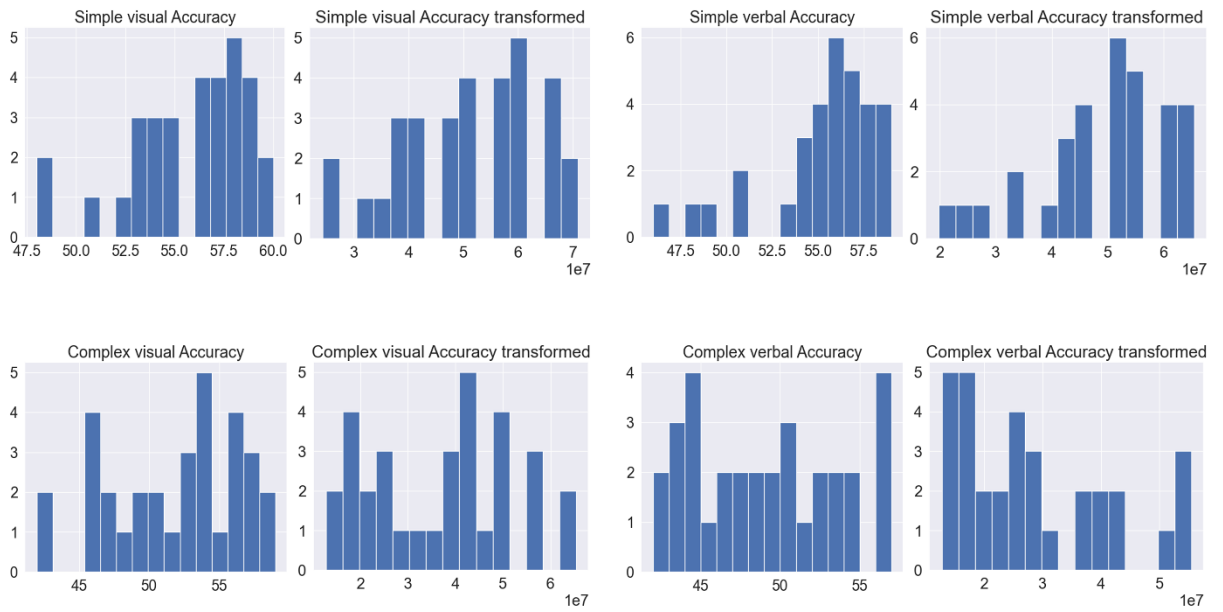 Simple visual Accuracy
5
4
3
2
1
0
47.5 50.0 52.5 55.0 57.5 60.0
Simple visual Accuracy transformed
5
4
3
2
1
0
3 4 5 6 7
1e7
Simple verbal Accuracy
6
4
2
0
47.5 50.0 52.5 55.0 57.5
Simple verbal Accuracy transformed
6
5
4
3
2
1
0
2 3 4 5 6
1e7
Complex visual Accuracy
5
4
3
2
1
0
45 50 55
Complex visual Accuracy transformed
5
4
3
2
1
0
2 3 4 5 6
1e7
Complex verbal Accuracy
4
3
2
1
0
45 50 55
Complex verbal Accuracy transformed
5
4
3
2
1
0
2 3 4 5
1e7